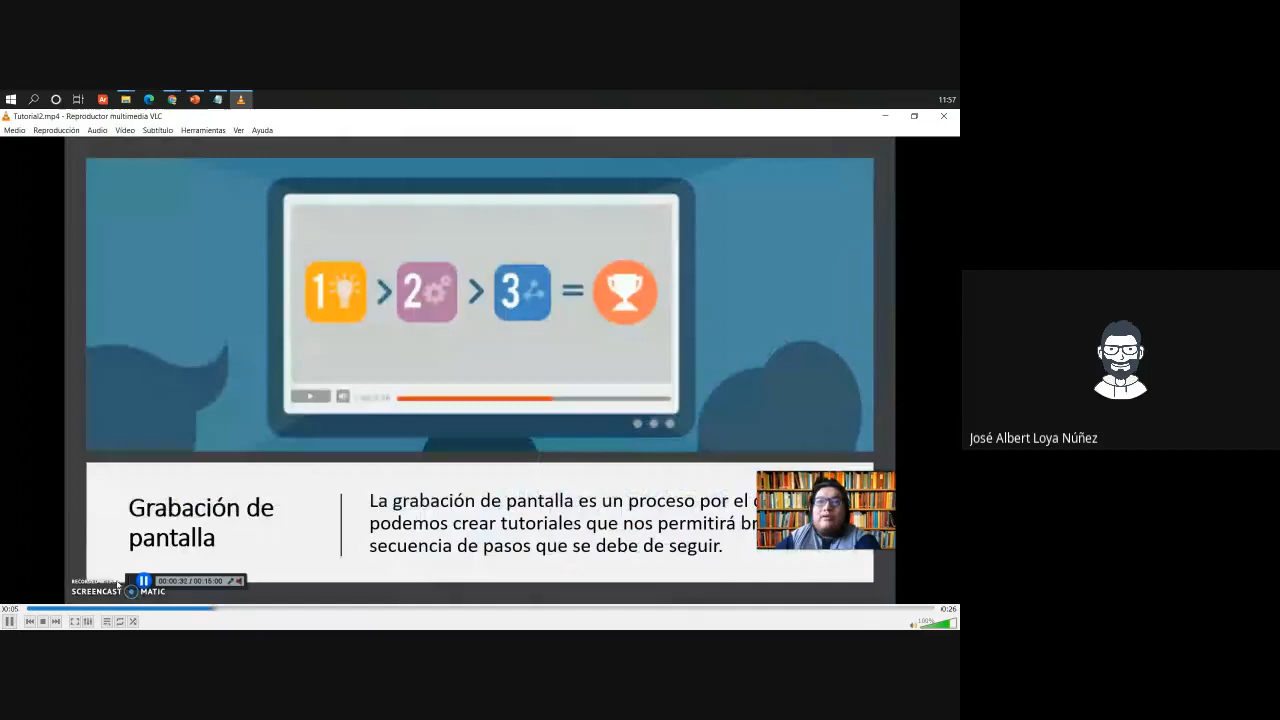 11:57
Tutorial2.mp4 - Reproductor multimedia VLC
Medio Reproducción Audio Vídeo Subtítulo Herramientas Ver Ayuda
1 > 2 > 3 =
Grabación de
pantalla
La grabación de pantalla es un proceso por el
podemos crear tutoriales que nos permitirá br
secuencia de pasos que se debe de seguir.
José Albert Loya Núñez
00:00:32 / 00:15:00
SCREENCAST MATIC
00:05
00:26
100%